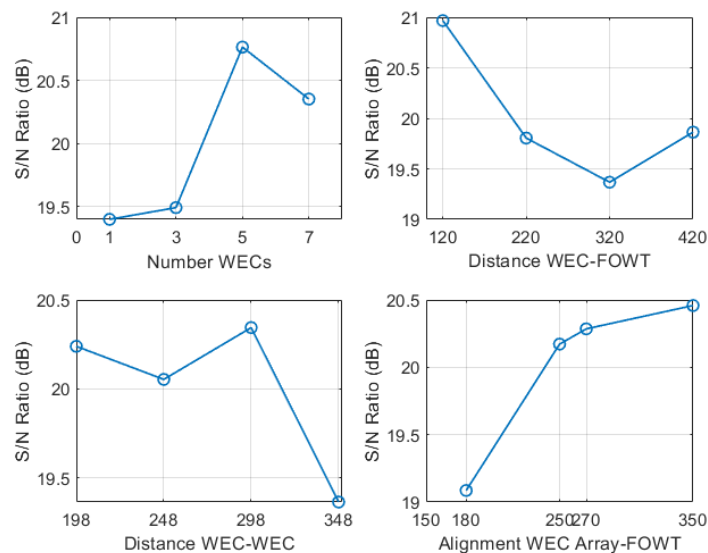 21
20.5
20
19.5
S/N Ratio (dB)
0 1 3 5 7
Number WECs
21
20.5
20
19.5
19
S/N Ratio (dB)
120 220 320 420
Distance WEC-FOWT
20.5
20
19.5
S/N Ratio (dB)
198 248 298 348
Distance WEC-WEC
20.5
20
19.5
19
S/N Ratio (dB)
150 180 250 270 350
Alignment WEC Array-FOWT